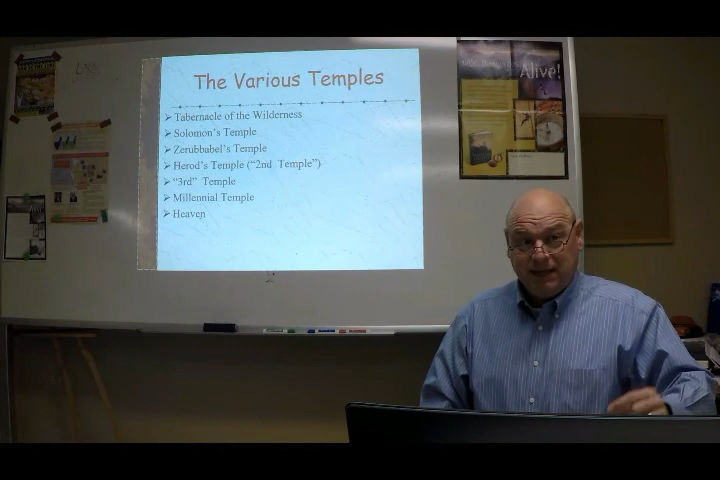 The Various Temples
Tabernacle of the Wilderness
Solomon's Temple
Zerubbabel's Temple
Herod's Temple ("2nd Temple")
"3rd" Temple
Millennial Temple
Heaven
Alive!